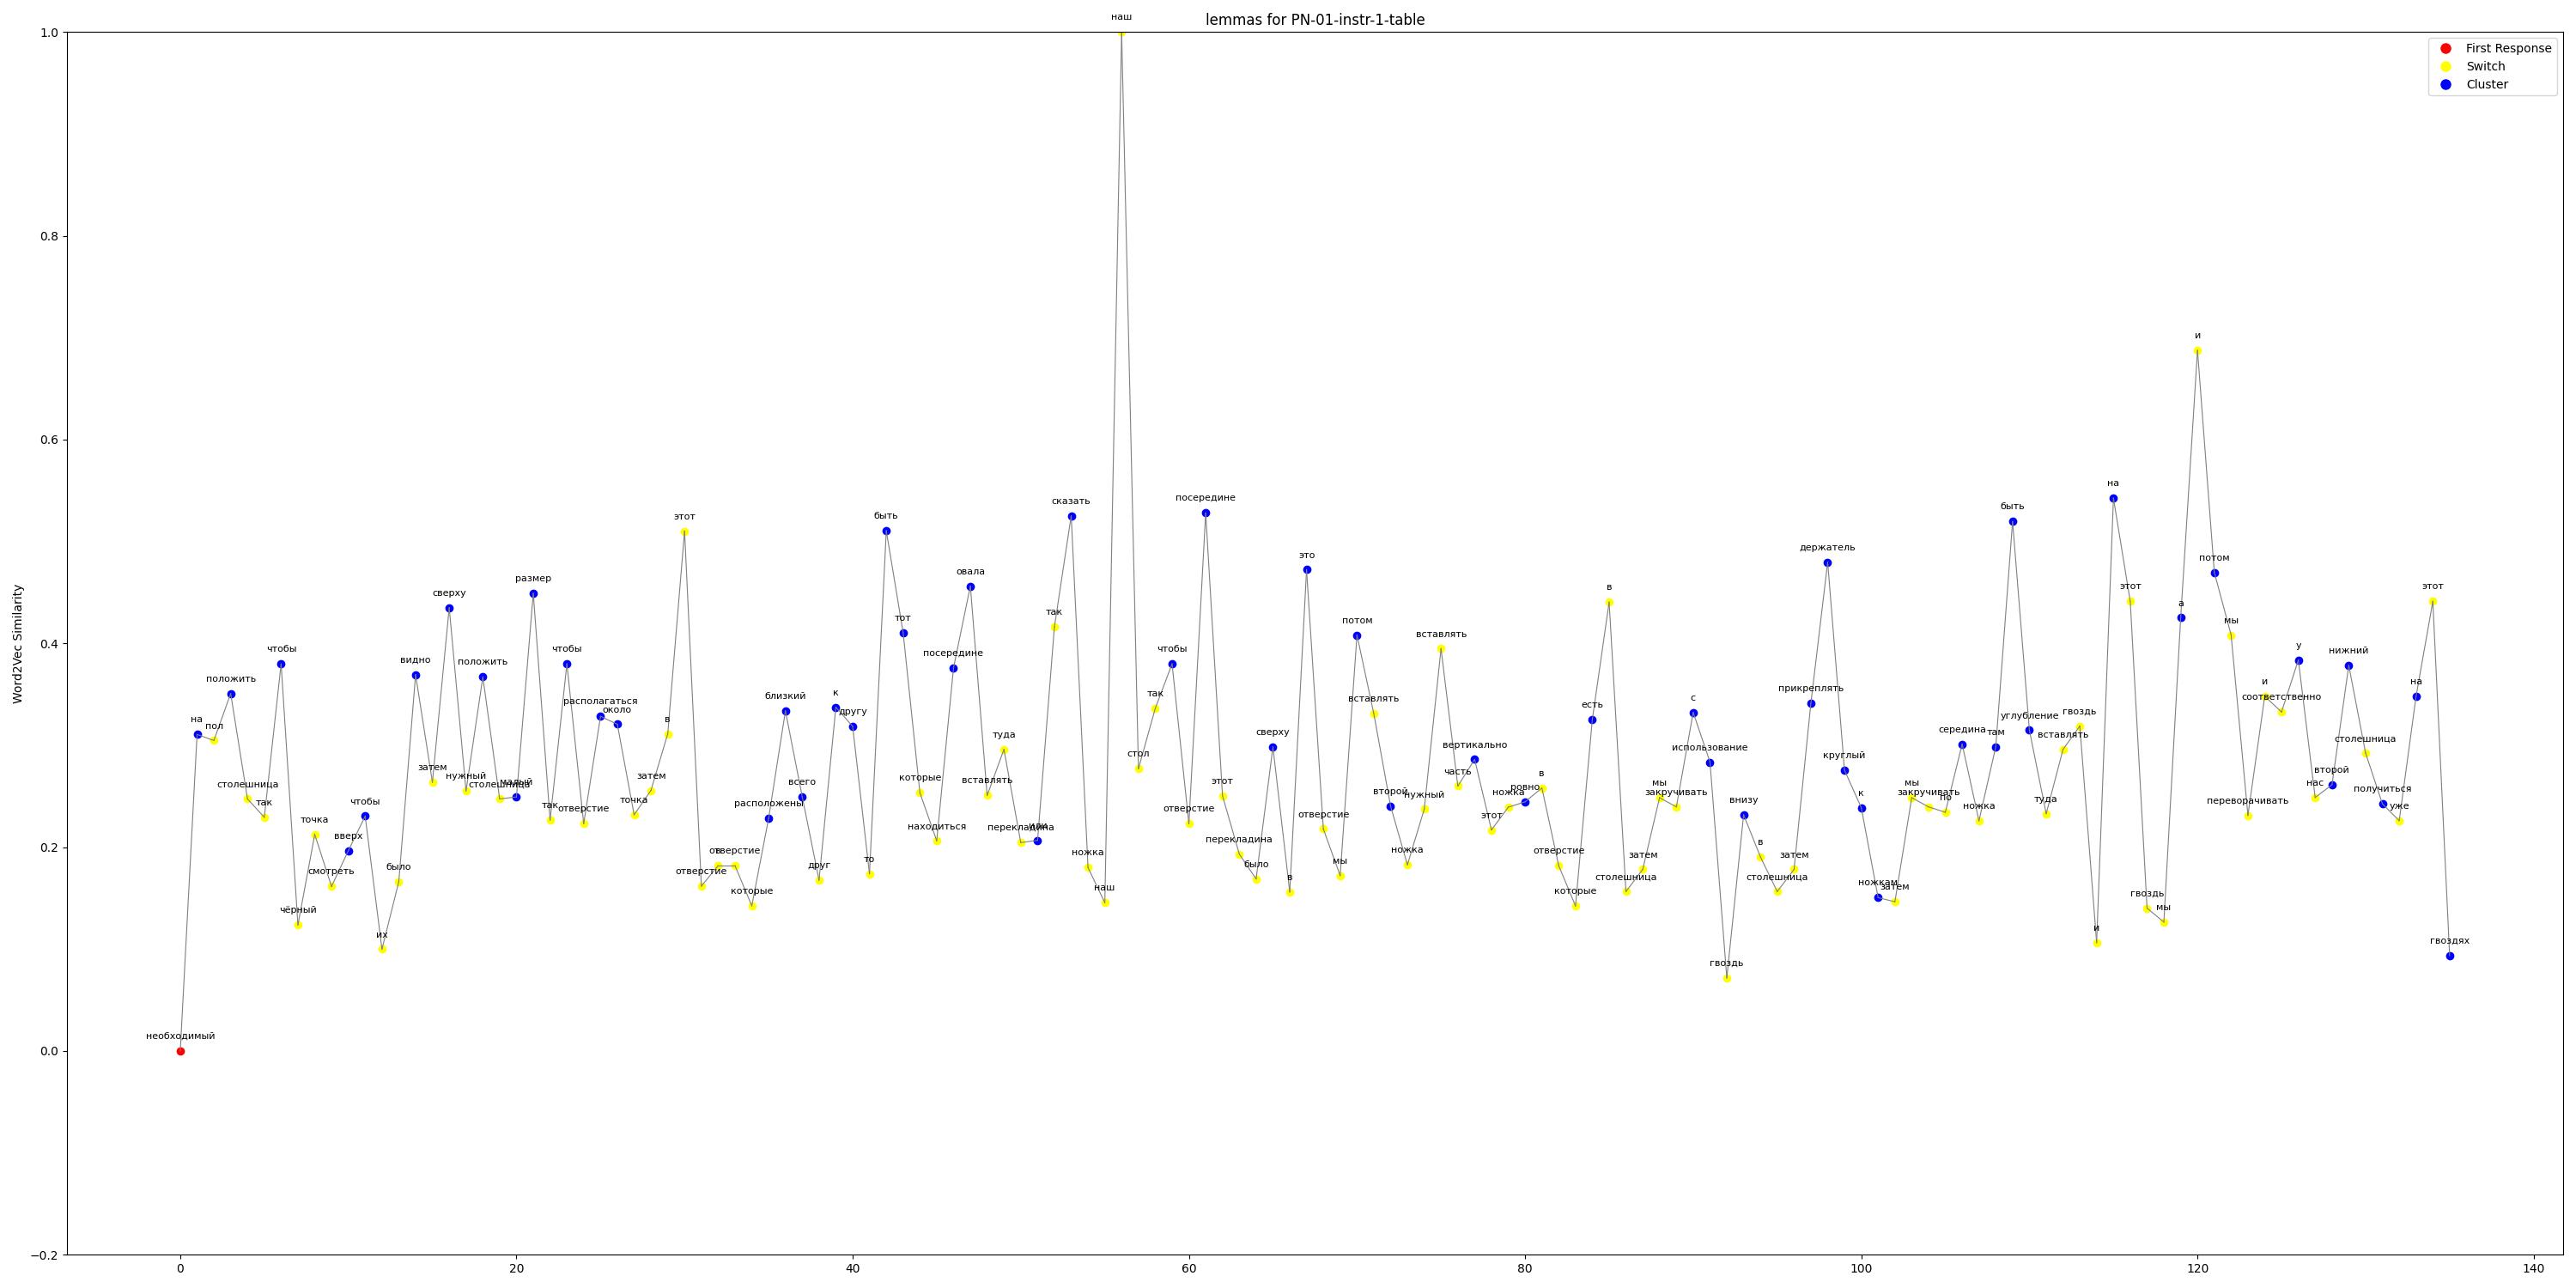 lemmas for PN-01-instr-1-table
First Response
Switch
Cluster
Word2Vec Similarity
1.0
0.8
0.6
0.4
0.2
0.0
−0.2
0
20
40
60
80
100
120
140
необходимый
на
пол
положить
столешница
так
чтобы
чёрный
точка
смотреть
вверх
чтобы
их
было
видно
затем
сверху
нужный
положить
столешница
малый
размер
так
чтобы
отверстие
располагаться
около
точка
затем
в
этот
отверстие
в
отверстие
которые
расположены
близкий
всего
друг
к
другу
то
быть
тот
которые
находиться
посередине
овала
вставлять
туда
перекладина
или
так
сказать
ножка
наш
наш
стол
так
чтобы
отверстие
посередине
этот
перекладина
было
сверху
в
это
отверстие
мы
потом
вставлять
второй
ножка
нужный
вставлять
часть
вертикально
этот
ножка
ровно
в
отверстие
которые
есть
в
столешница
затем
мы
закручивать
с
использование
гвоздь
внизу
в
столешница
затем
прикреплять
держатель
круглый
к
ножкам
затем
мы
закручивать
по
середина
ножка
там
быть
углубление
туда
вставлять
гвоздь
и
на
этот
гвоздь
мы
а
и
потом
мы
переворачивать
и
соответственно
у
нас
второй
нижний
столешница
получиться
уже
на
этот
гвоздях